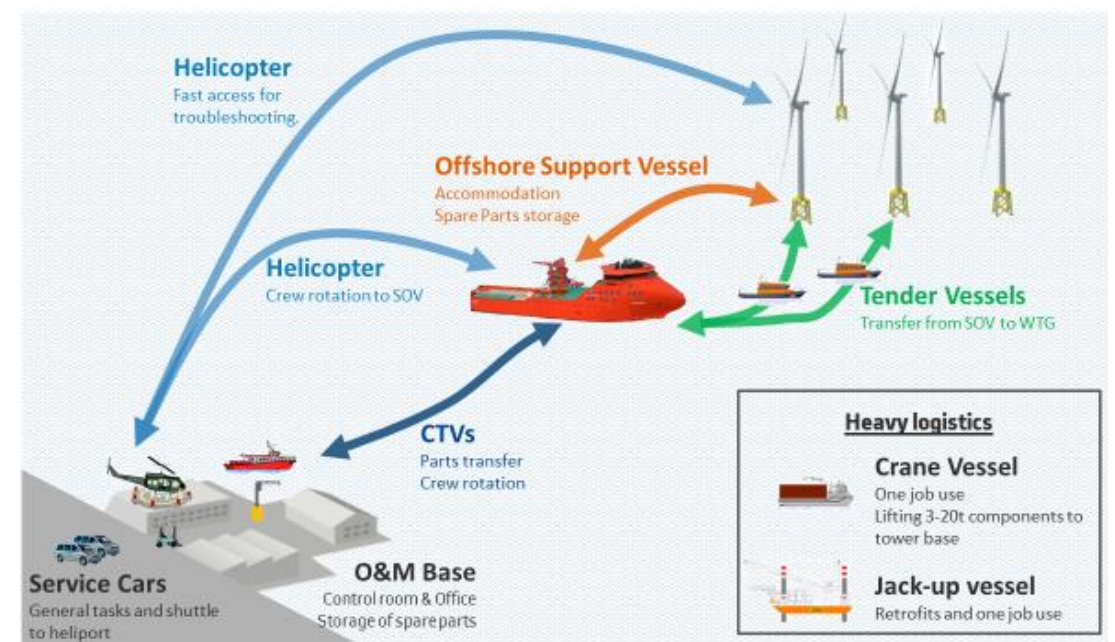 Helicopter
Fast access for
troubleshooting.
Offshore Support Vessel
Accommodation
Spare Parts storage
Helicopter
Crew rotation to SOV
Tender Vessels
Transfer from SOV to WTG
CTVs
Parts transfer
Crew rotation
Heavy logistics
Crane Vessel
One job use
Lifting 3-20t components to
tower base
Jack-up vessel
Retrofits and one job use
O&M Base
Control room & Office
Storage of spare parts
Service Cars
General tasks and shuttle
to heliport